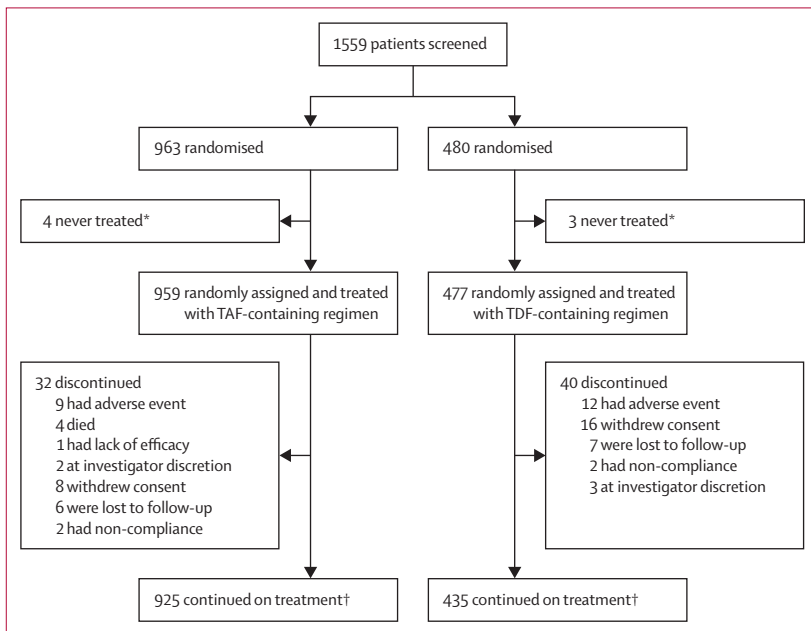 1559 patients screened
963 randomised
480 randomised
4 never treated*
3 never treated*
959 randomly assigned and treated
with TAF-containing regimen
477 randomly assigned and treated
with TDF-containing regimen
32 discontinued
9 had adverse event
4 died
1 had lack of efficacy
2 at investigator discretion
8 withdrew consent
6 were lost to follow-up
2 had non-compliance
40 discontinued
12 had adverse event
16 withdrew consent
7 were lost to follow-up
2 had non-compliance
3 at investigator discretion
925 continued on treatment†
435 continued on treatment†